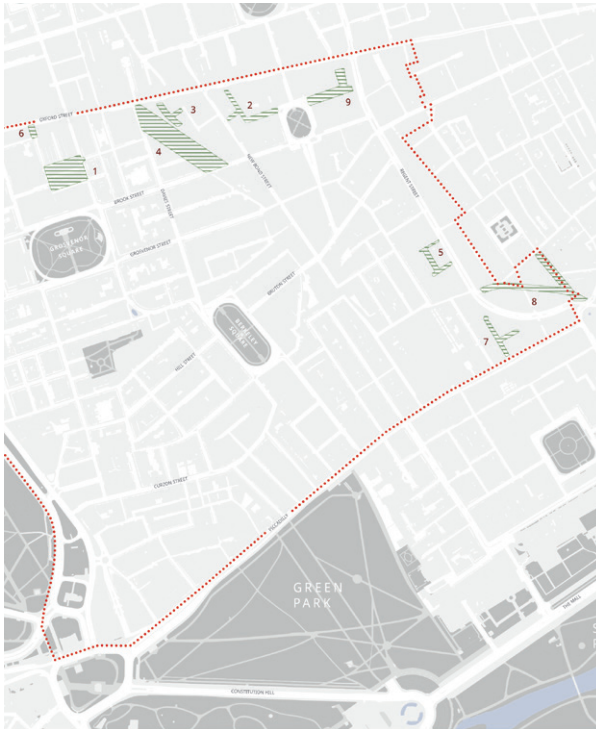 OXFORD STREET
6
3
2
9
4
1
NEW BOND STREET
BROOK STREET
DAVIES STREET
REGENT STREET
GROSVENOR
SQUARE
GROSVENOR STREET
5
BRUTON STREET
8
BERKELEY
SQUARE
7
HILL STREET
CURZON STREET
PICCADILLY
GREEN
PARK
THE MALL
CONSTITUTION HILL